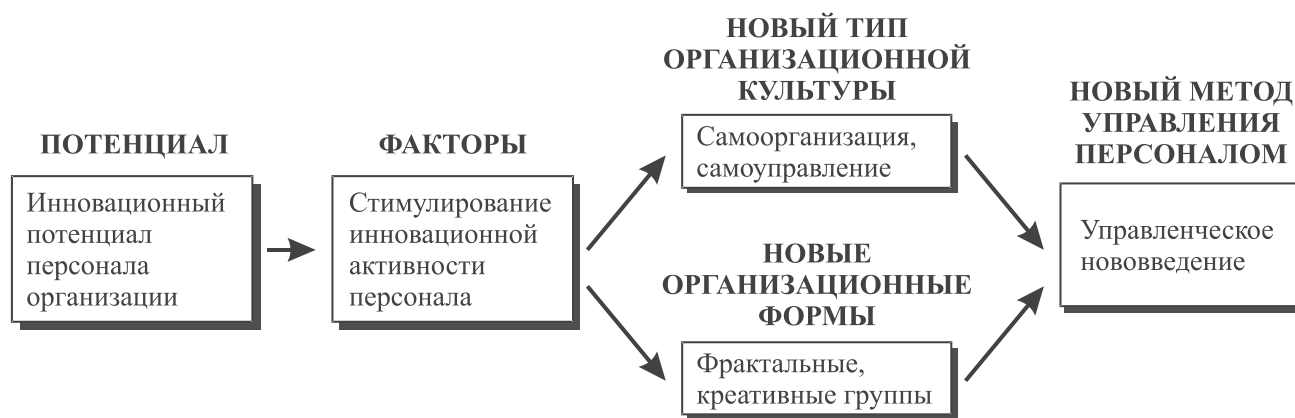 ПОТЕНЦИАЛ
Инновационный
потенциал
персонала
организации
ФАКТОРЫ
Стимулирование
инновационной
активности
персонала
НОВЫЙ ТИП
ОРГАНИЗАЦИОННОЙ
КУЛЬТУРЫ
Самоорганизация,
самоуправление
НОВЫЕ
ОРГАНИЗАЦИОННЫЕ
ФОРМЫ
Фрактальные,
креативные группы
НОВЫЙ МЕТОД
УПРАВЛЕНИЯ
ПЕРСОНАЛОМ
Управленческое
нововведение